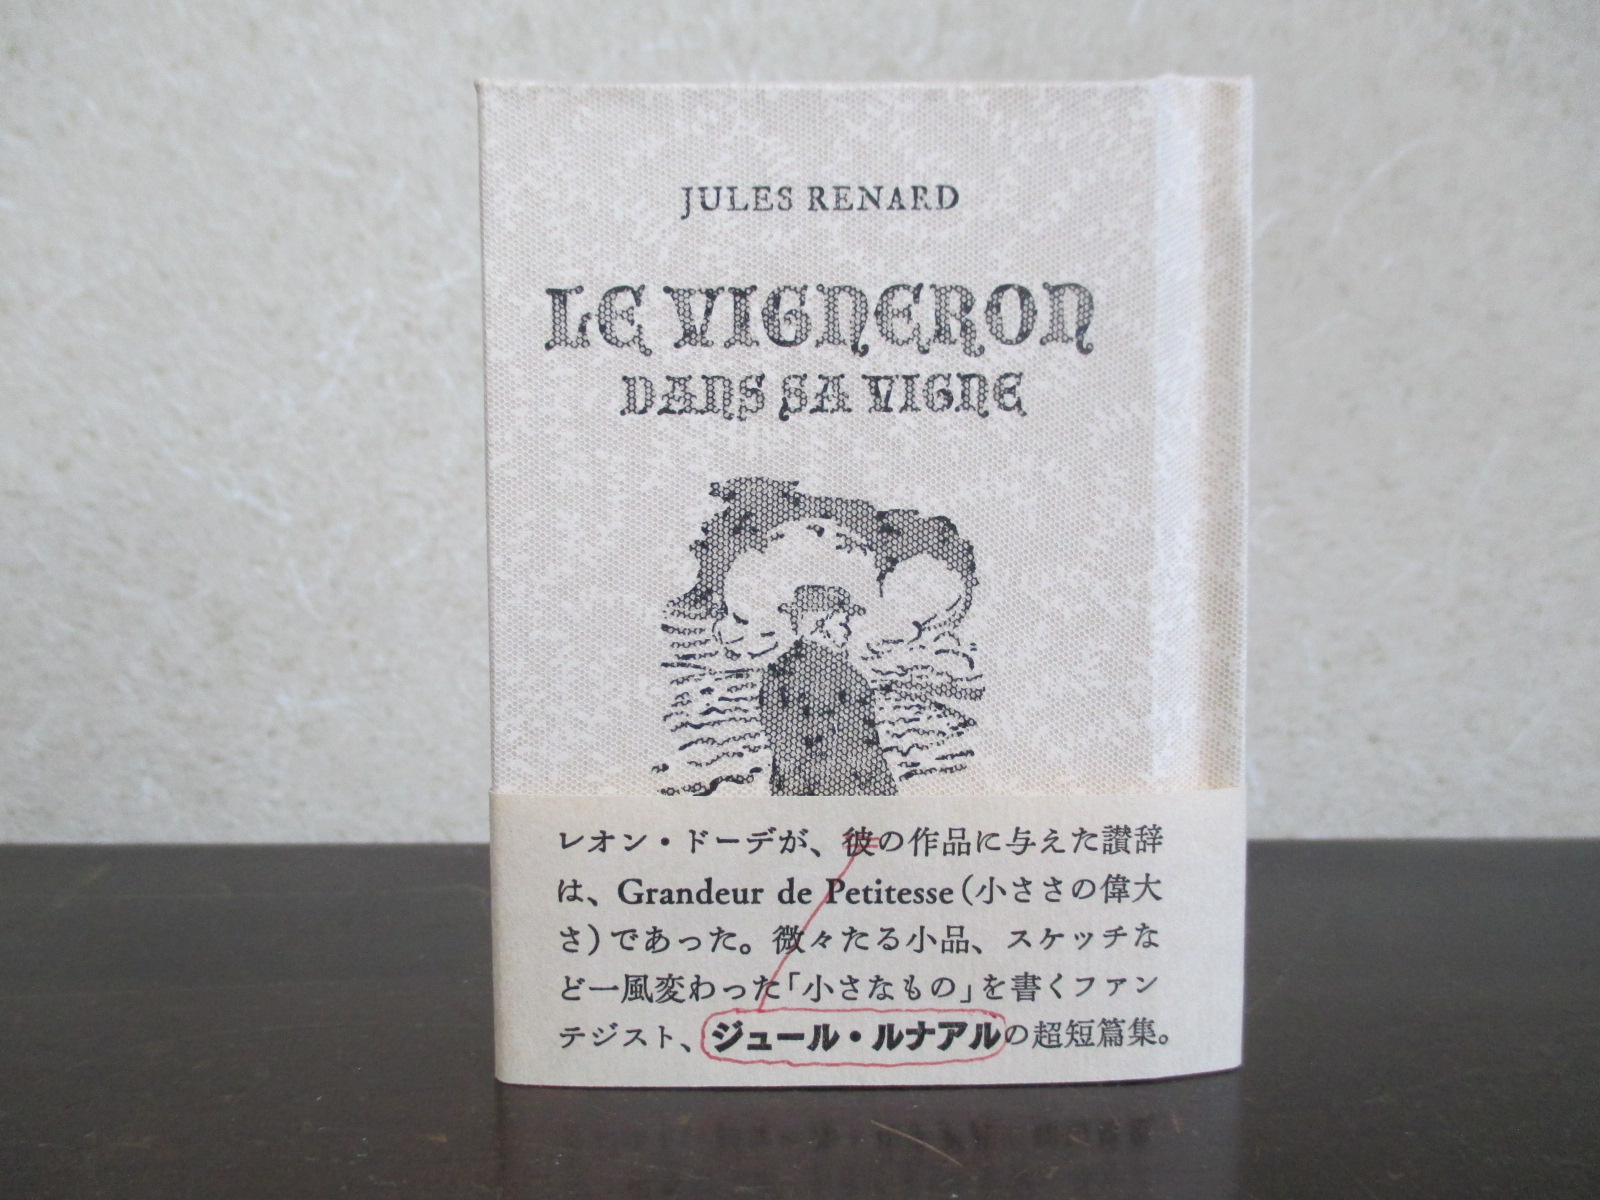 JULES RENARD
LE VIGNERON
DANS SA VIGNE
レオン・ドーデが、彼の作品に与えた讃辞
は、Grandeur de Petitesse(小ささの偉大
さ)であった。微々たる小品、スケッチな
ど一風変わった「小さなもの」を書くファン
テジスト、ジュール・ルナアルの超短篇集。